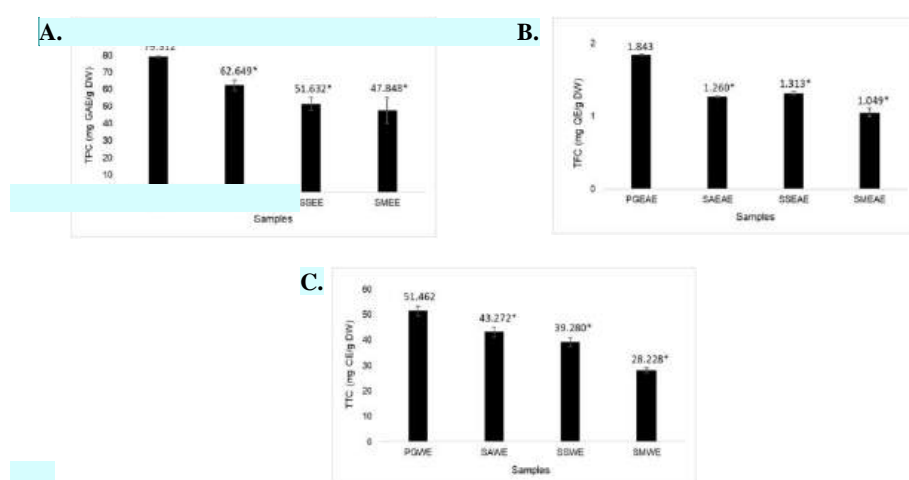 A.
TPC (mg GAE/g DW)
80
70
60
50
40
30
20
10
62.649*
51.632*
47.848*
SSEE
SMEE
Samples
B.
TFC (mg QE/g DW)
2
1
0
1.843
1.260*
1.313*
1.049*
PGEAE
SAEAE
SSEAE
SMEAE
Samples
C.
TTC (mg CE/g DW)
60
50
40
30
20
10
0
51.462
43.272*
39.280*
28.228*
PGWE
SAWE
SSWE
SMWE
Samples